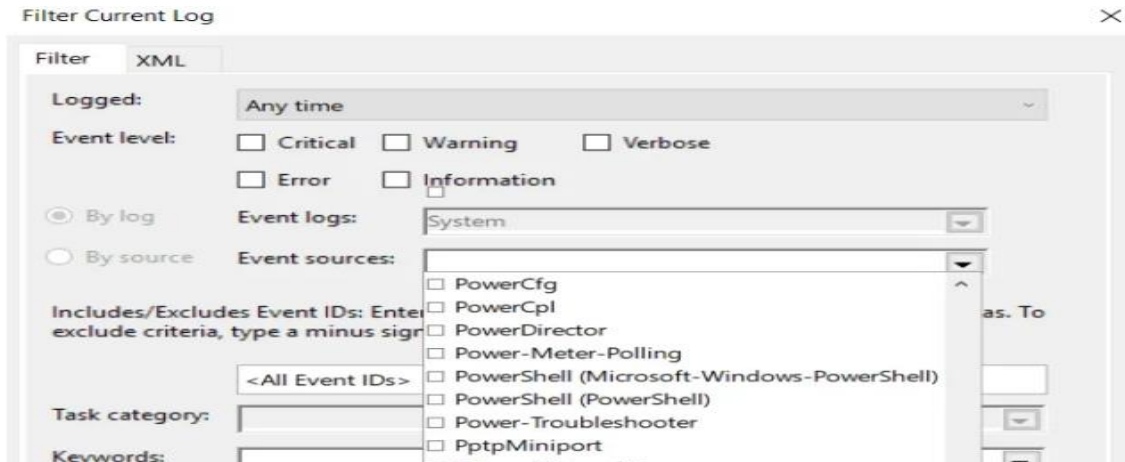 Filter Current Log
Filter XML
Logged: Any time
Event level: Critical Warning Verbose
Error Information
By log Event logs: System
By source Event sources:
PowerCfg
PowerCpl
PowerDirector
Power-Meter-Polling
PowerShell (Microsoft-Windows-PowerShell)
PowerShell (PowerShell)
Power-Troubleshooter
PptpMiniport
Includes/Excludes Event IDs: Enter as. To
exclude criteria, type a minus sign
<All Event IDs>
Task category:
Keywords: